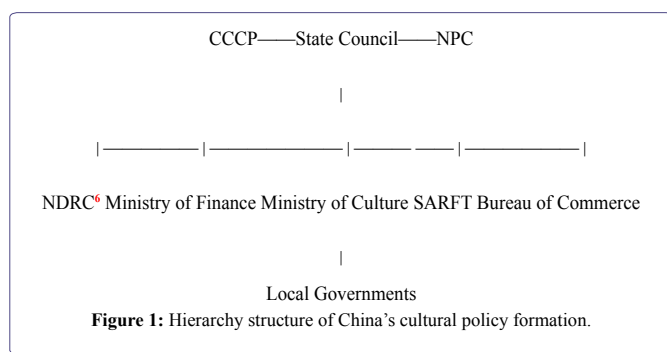 CCCP——State Council——NPC
|
|—————|———————|——— ——|——————|
NDRC6 Ministry of Finance Ministry of Culture SARFT Bureau of Commerce
|
Local Governments
Figure 1: Hierarchy structure of China’s cultural policy formation.